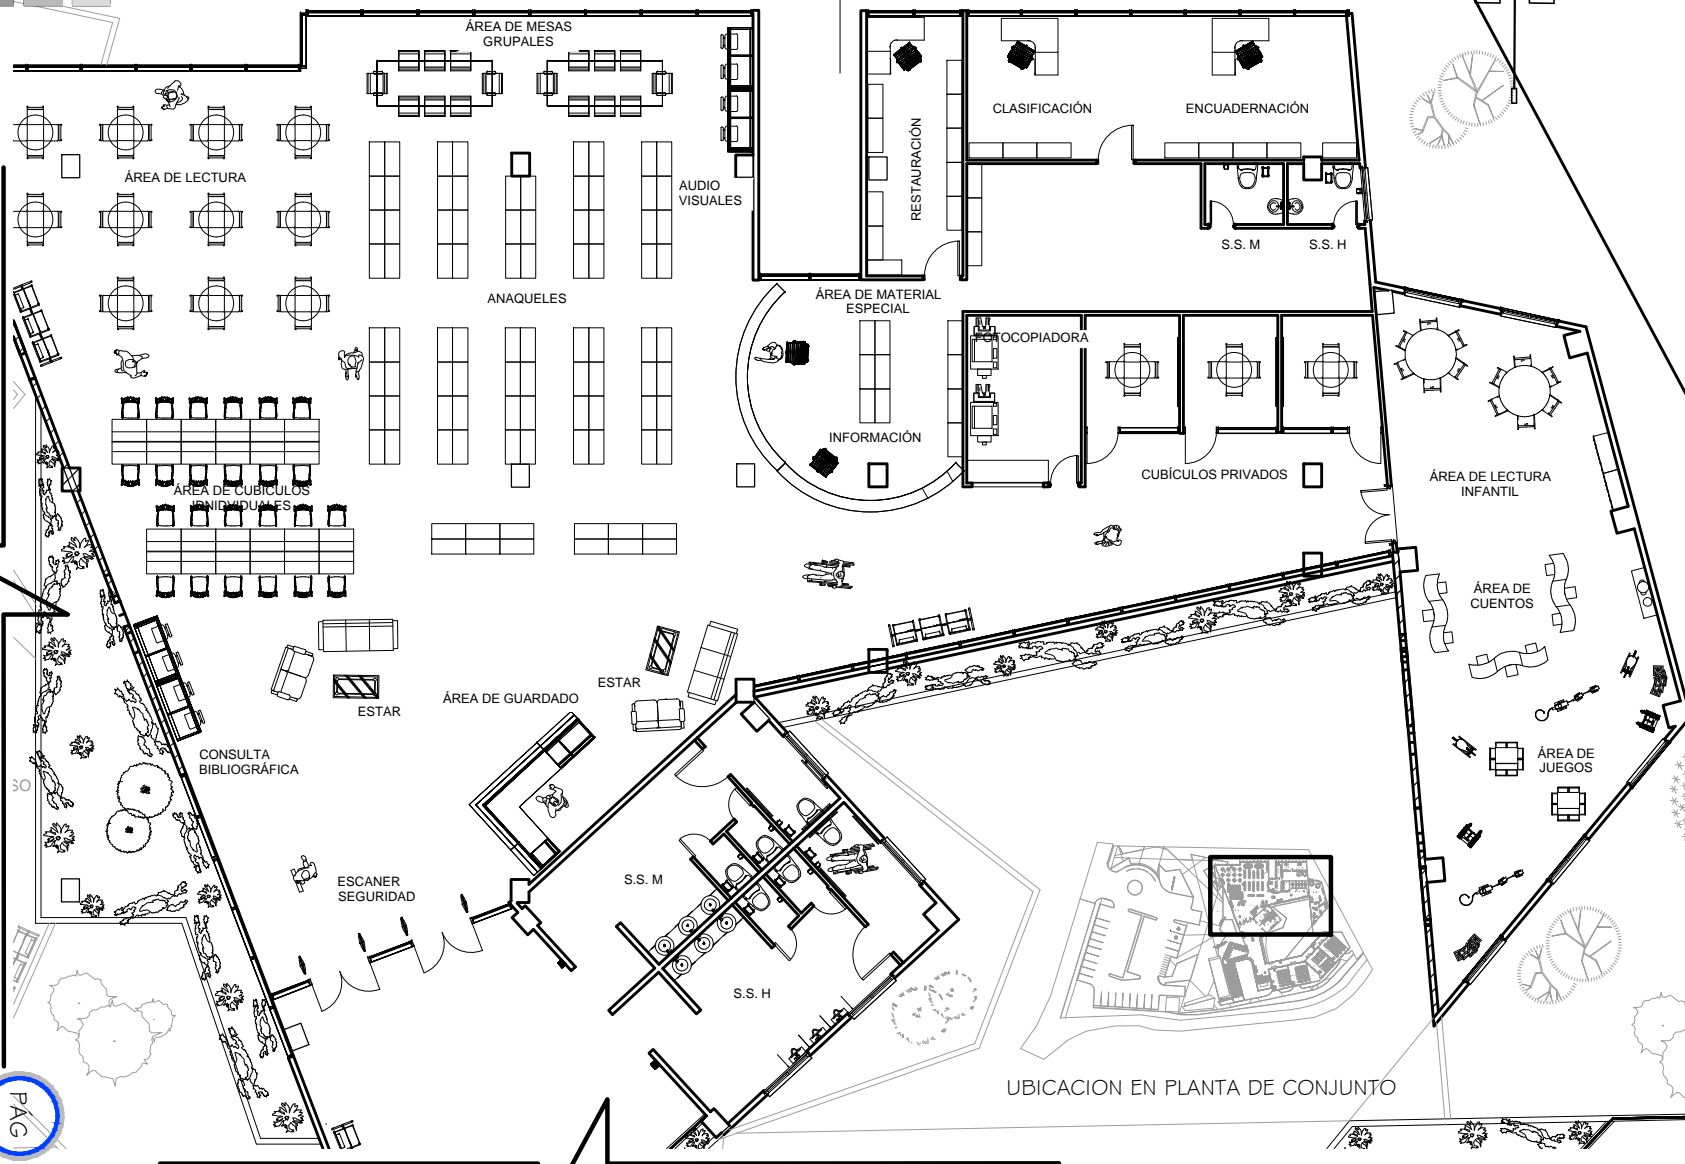 ÁREA DE MESAS
GRUPALES
ÁREA DE LECTURA
AUDIO
VISUALES
RESTAURACIÓN
CLASIFICACIÓN
ENCUADERNACIÓN
S.S. M
S.S. H
ANAQUELES
ÁREA DE MATERIAL
ESPECIAL
FOTOCOPIADORA
INFORMACIÓN
CUBÍCULOS PRIVADOS
ÁREA DE LECTURA
INFANTIL
ÁREA DE CUBÍCULOS
ÁREA DE
CUENTOS
ESTAR
ÁREA DE GUARDADO
ESTAR
CONSULTA
BIBLIOGRÁFICA
SO
ÁREA DE
JUEGOS
ESCANER
SEGURIDAD
S.S. M
S.S. H
UBICACION EN PLANTA DE CONJUNTO
PÁG